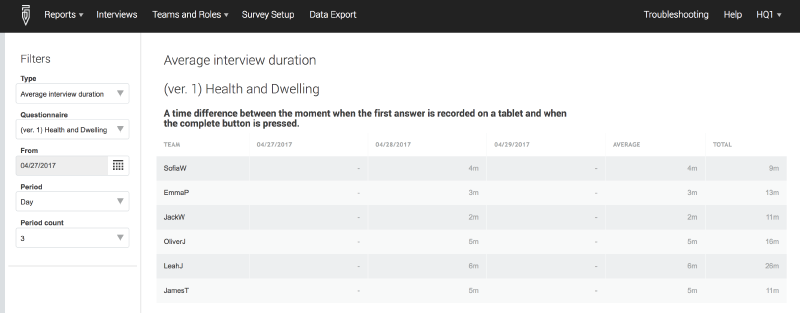 Reports Interviews Teams and Roles Survey Setup Data Export Troubleshooting Help HQ1
Filters
Type
Average interview duration
Questionnaire
(ver. 1) Health and Dwelling
From
04/27/2017
Period
Day
Period count
3
Average interview duration
(ver. 1) Health and Dwelling
A time difference between the moment when the first answer is recorded on a tablet and when
the complete button is pressed.
TEAM 04/27/2017 04/28/2017 04/29/2017 AVERAGE TOTAL
SofiaW - 4m - 4m 9m
EmmaP - 3m - 3m 13m
JackW - 2m - 2m 11m
OliverJ - 5m - 5m 16m
LeahJ - 6m - 6m 26m
JamesT - 5m - 5m 11m